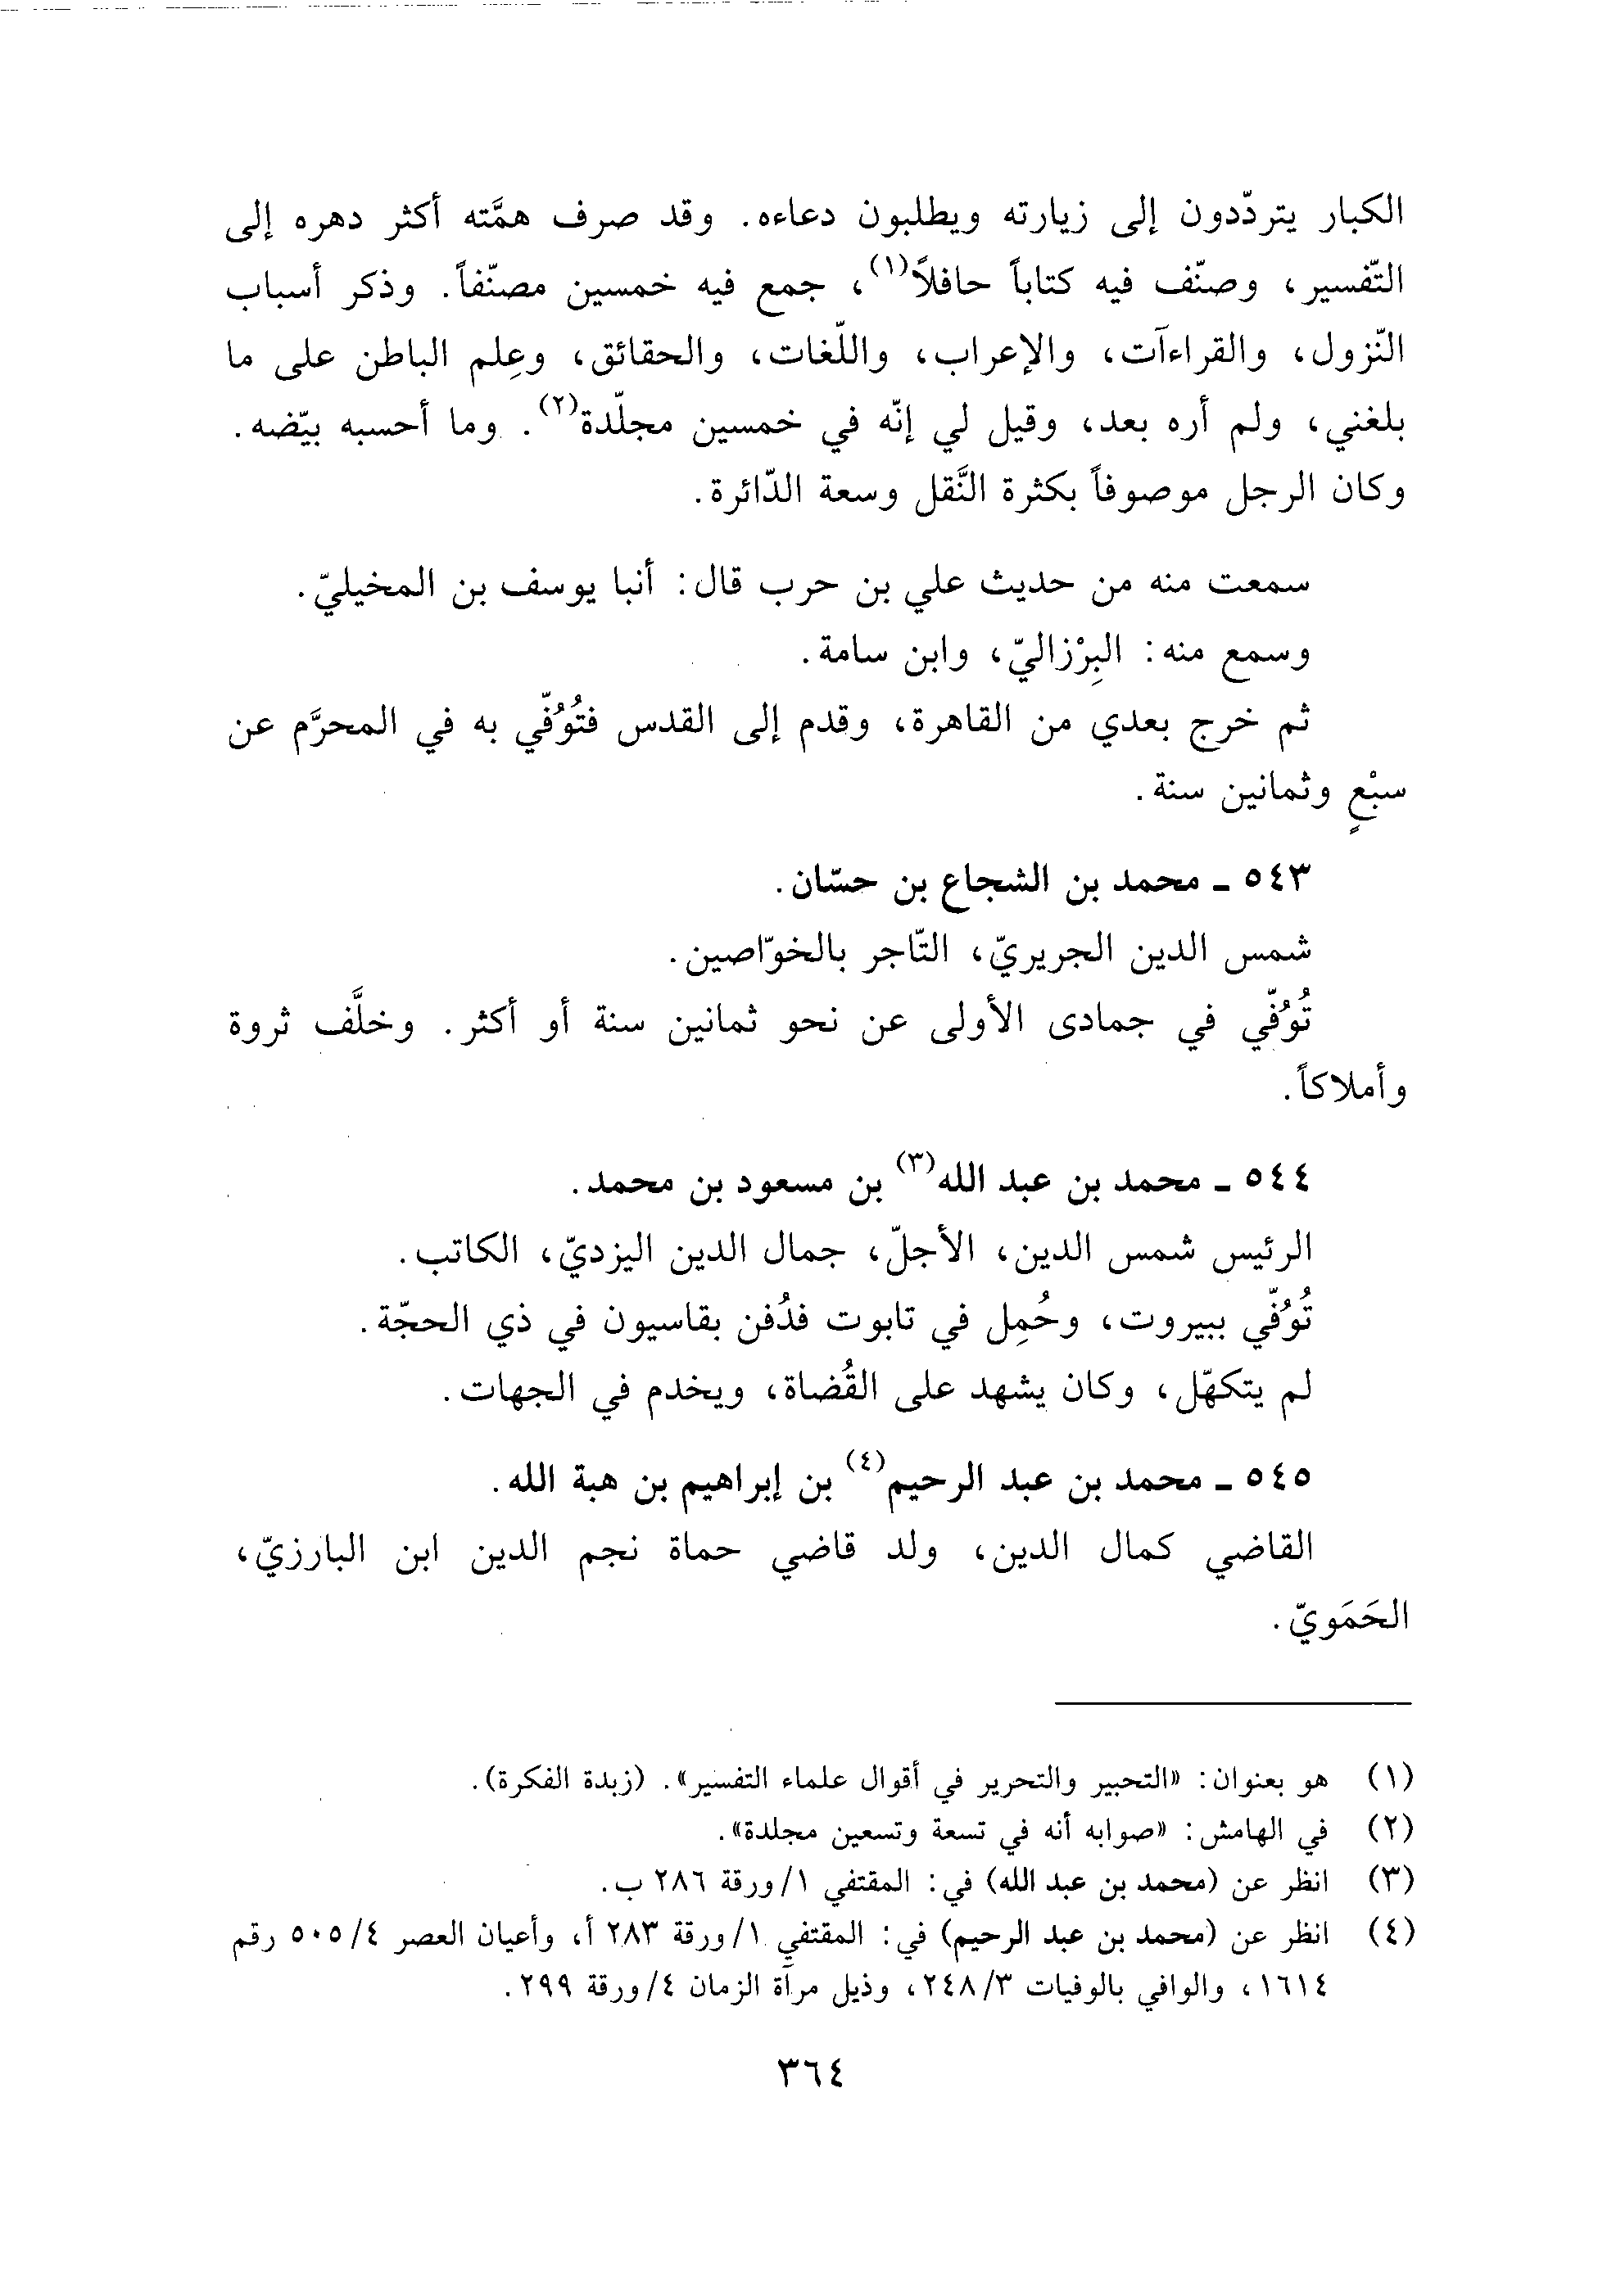 الكبار يتردّدون إلى زيارته ويطلبون دعاءه. وقد صرف همَّته أكثر دهره إلى
التّفسير، وصنّف فيه كتاباً حافلاً(١)، جمع فيه خمسين مصنّفاً. وذكر أسباب
النّزول، والقراءآت، والإعراب، واللّغات، والحقائق، وعِلم الباطن على ما
بلغني، ولم أره بعد، وقيل لي إنّه في خمسين مجلّدة(٢). وما أحسبه بيّضه.
وكان الرجل موصوفاً بكثرة النَّقل وسعة الدّائرة.
سمعت منه من حديث علي بن حرب قال: أنبا يوسف بن المخيليّ.
وسمع منه: البِرْزاليّ، وابن سامة.
ثم خرج بعدي من القاهرة، وقدم إلى القدس فتُوُفّي به في المحرَّم عن
سبْعٍ وثمانين سنة.
٥٤٣ ـ محمد بن الشجاع بن حسّان.
شمس الدين الجريريّ، التّاجر بالخوّاصين.
تُوُفّي في جمادى الأولى عن نحو ثمانين سنة أو أكثر. وخلَّف ثروة
وأملاكاً.
٥٤٤ ـ محمد بن عبد الله(٣) بن مسعود بن محمد.
الرئيس شمس الدين، الأجلّ، جمال الدين اليزديّ، الكاتب.
تُوُفّي ببيروت، وحُمِل في تابوت فدُفن بقاسيون في ذي الحجّة.
لم يتكهّل، وكان يشهد على القُضاة، ويخدم في الجهات.
٥٤٥ ـ محمد بن عبد الرحيم(٤) بن إبراهيم بن هبة الله.
القاضي كمال الدين، ولد قاضي حماة نجم الدين ابن البارزيّ،
الحَمَويّ.
(١) هو بعنوان: «التحبير والتحرير في أقوال علماء التفسير». (زبدة الفكرة).
(٢) في الهامش: «صوابه أنه في تسعة وتسعين مجلدة».
(٣) انظر عن (محمد بن عبد الله) في: المقتفي ١/ورقة ٢٨٦ ب.
(٤) انظر عن (محمد بن عبد الرحيم) في: المقتفي ١/ورقة ٢٨٣ أ، وأعيان العصر ٥٠٥/٤ رقم
١٦١٤، والوافي بالوفيات ٢٤٨/٣، وذيل مرآة الزمان ٤/ورقة ٢٩٩.
٣٦٤